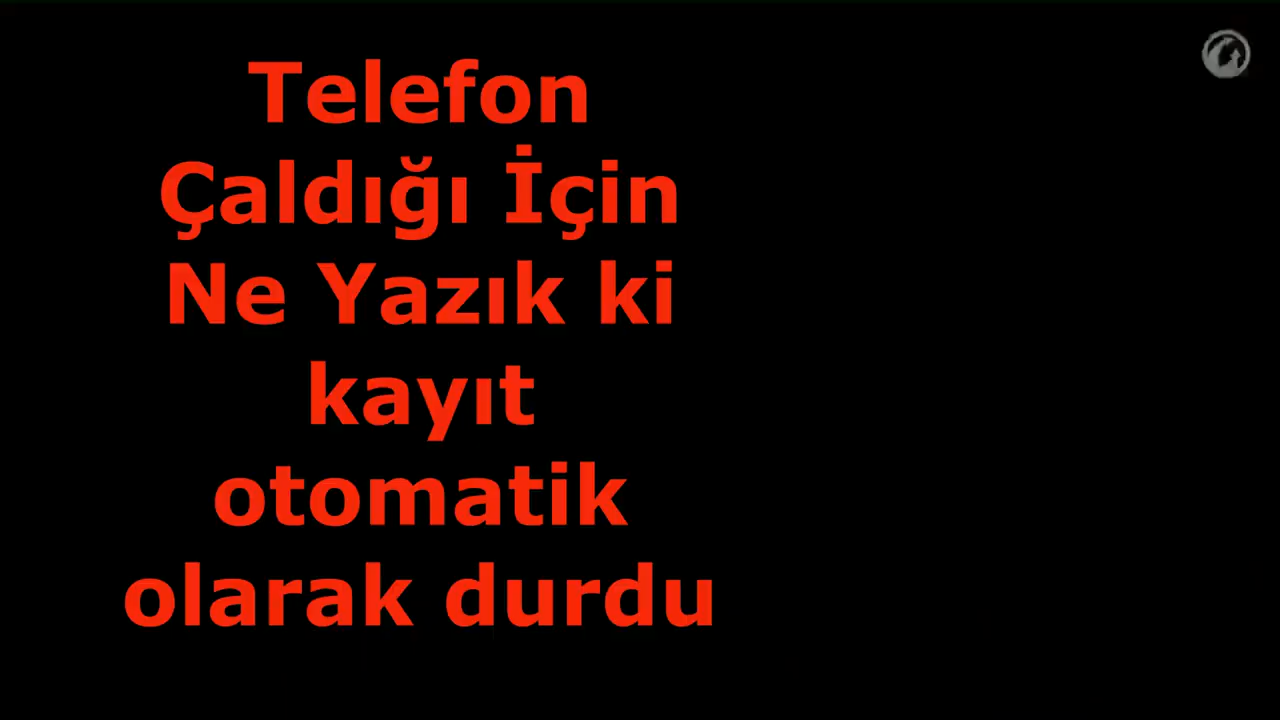 Telefon
Çaldığı İçin
Ne Yazık ki
kayıt
otomatik
olarak durdu